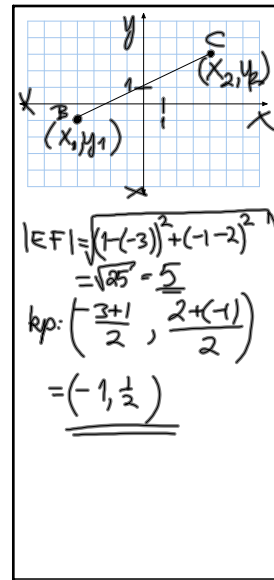 y
C
(x₂, y₂)
1
x
B
1
x
(x₁, y₁)
x
|EF| = √(1-(-3))² + (-1-2)²
= √25 = 5
kp: (-3+1/2 , 2+(-1)/2)
= (-1, 1/2)